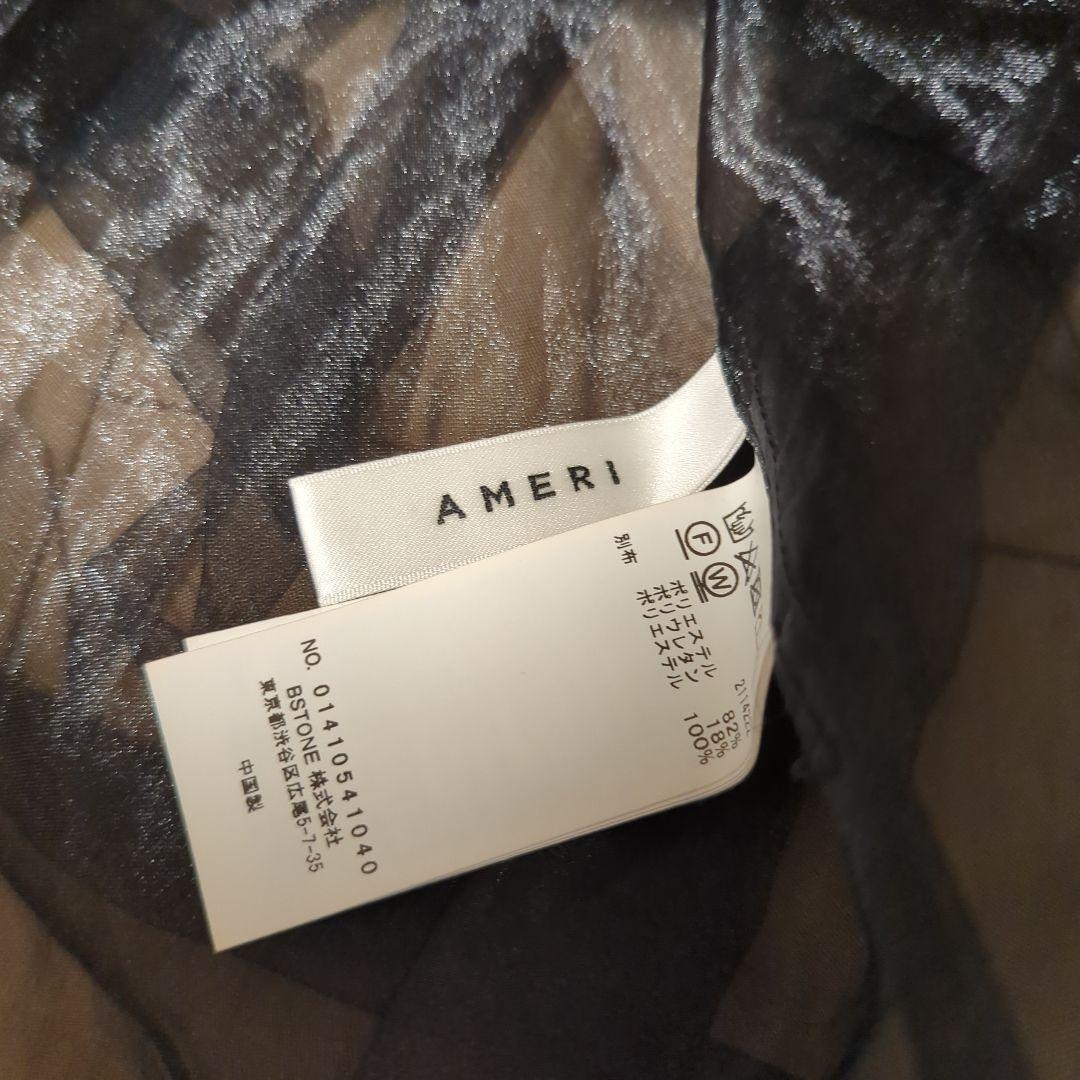 AMERI
F
W
211422
ポリエステル 82%
ポリウレタン 18%
別布 ポリエステル 100%
NO. 01410541040
BSTONE 株式会社
東京都渋谷区広尾5-7-35
中国製